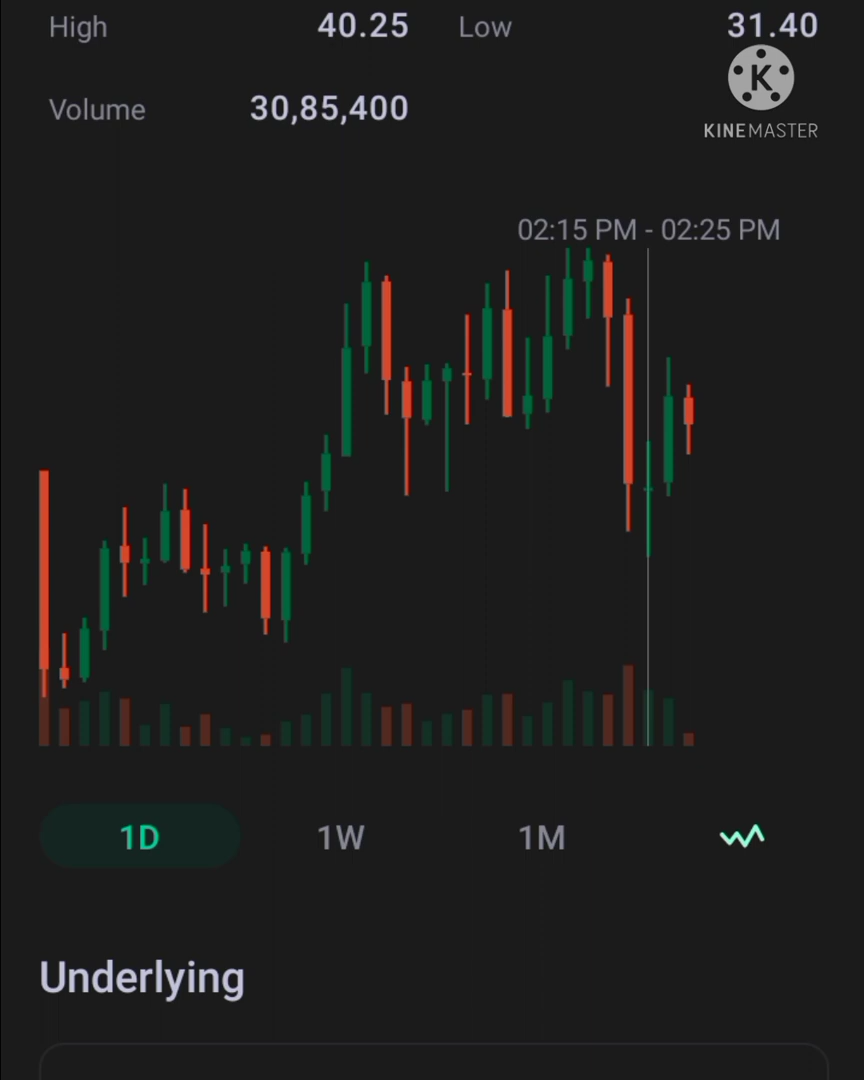 High 40.25 Low 31.40
K
KINEMASTER
Volume 30,85,400
02:15 PM - 02:25 PM
1D 1W 1M
Underlying